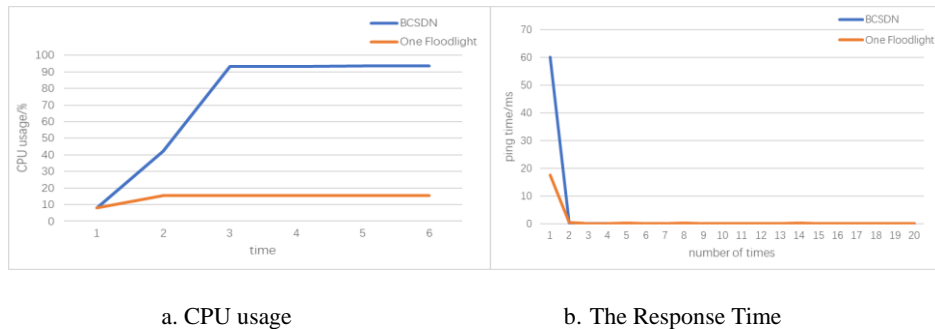 BCSDN
One Floodlight
100
90
80
70
60
50
40
30
20
10
0
CPU usage/%
1 2 3 4 5 6
time
BCSDN
One Floodlight
70
60
50
40
30
20
10
0
ping time/ms
1 2 3 4 5 6 7 8 9 10 11 12 13 14 15 16 17 18 19 20
number of times
a. CPU usage
b. The Response Time